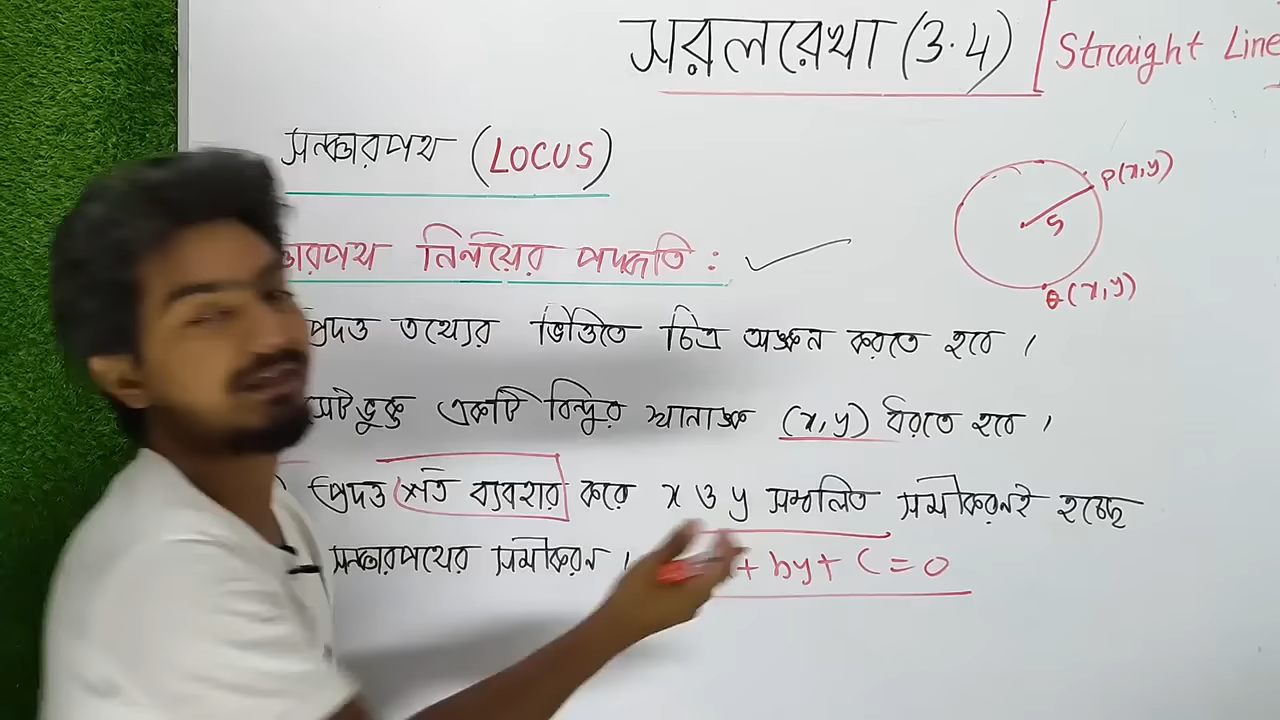 সরলরেখা (3.4) [Straight Line
সঞ্চারপথ (LOCUS)
ঞ্চারপথ নির্ণয়ের পদ্ধতি :
P(x,y)
5
Q(x,y)
প্রদত্ত তথ্যের ভিত্তিতে চিত্র অঙ্কন করতে হবে ।
সেটভুক্ত একটি বিন্দুর স্থানাঙ্ক (x,y) ধরতে হবে ।
প্রদত্ত শর্ত ব্যবহার করে x ও y সম্বলিত সমীকরণই হচ্ছে
সঞ্চারপথের সমীকরণ । + by + C = 0